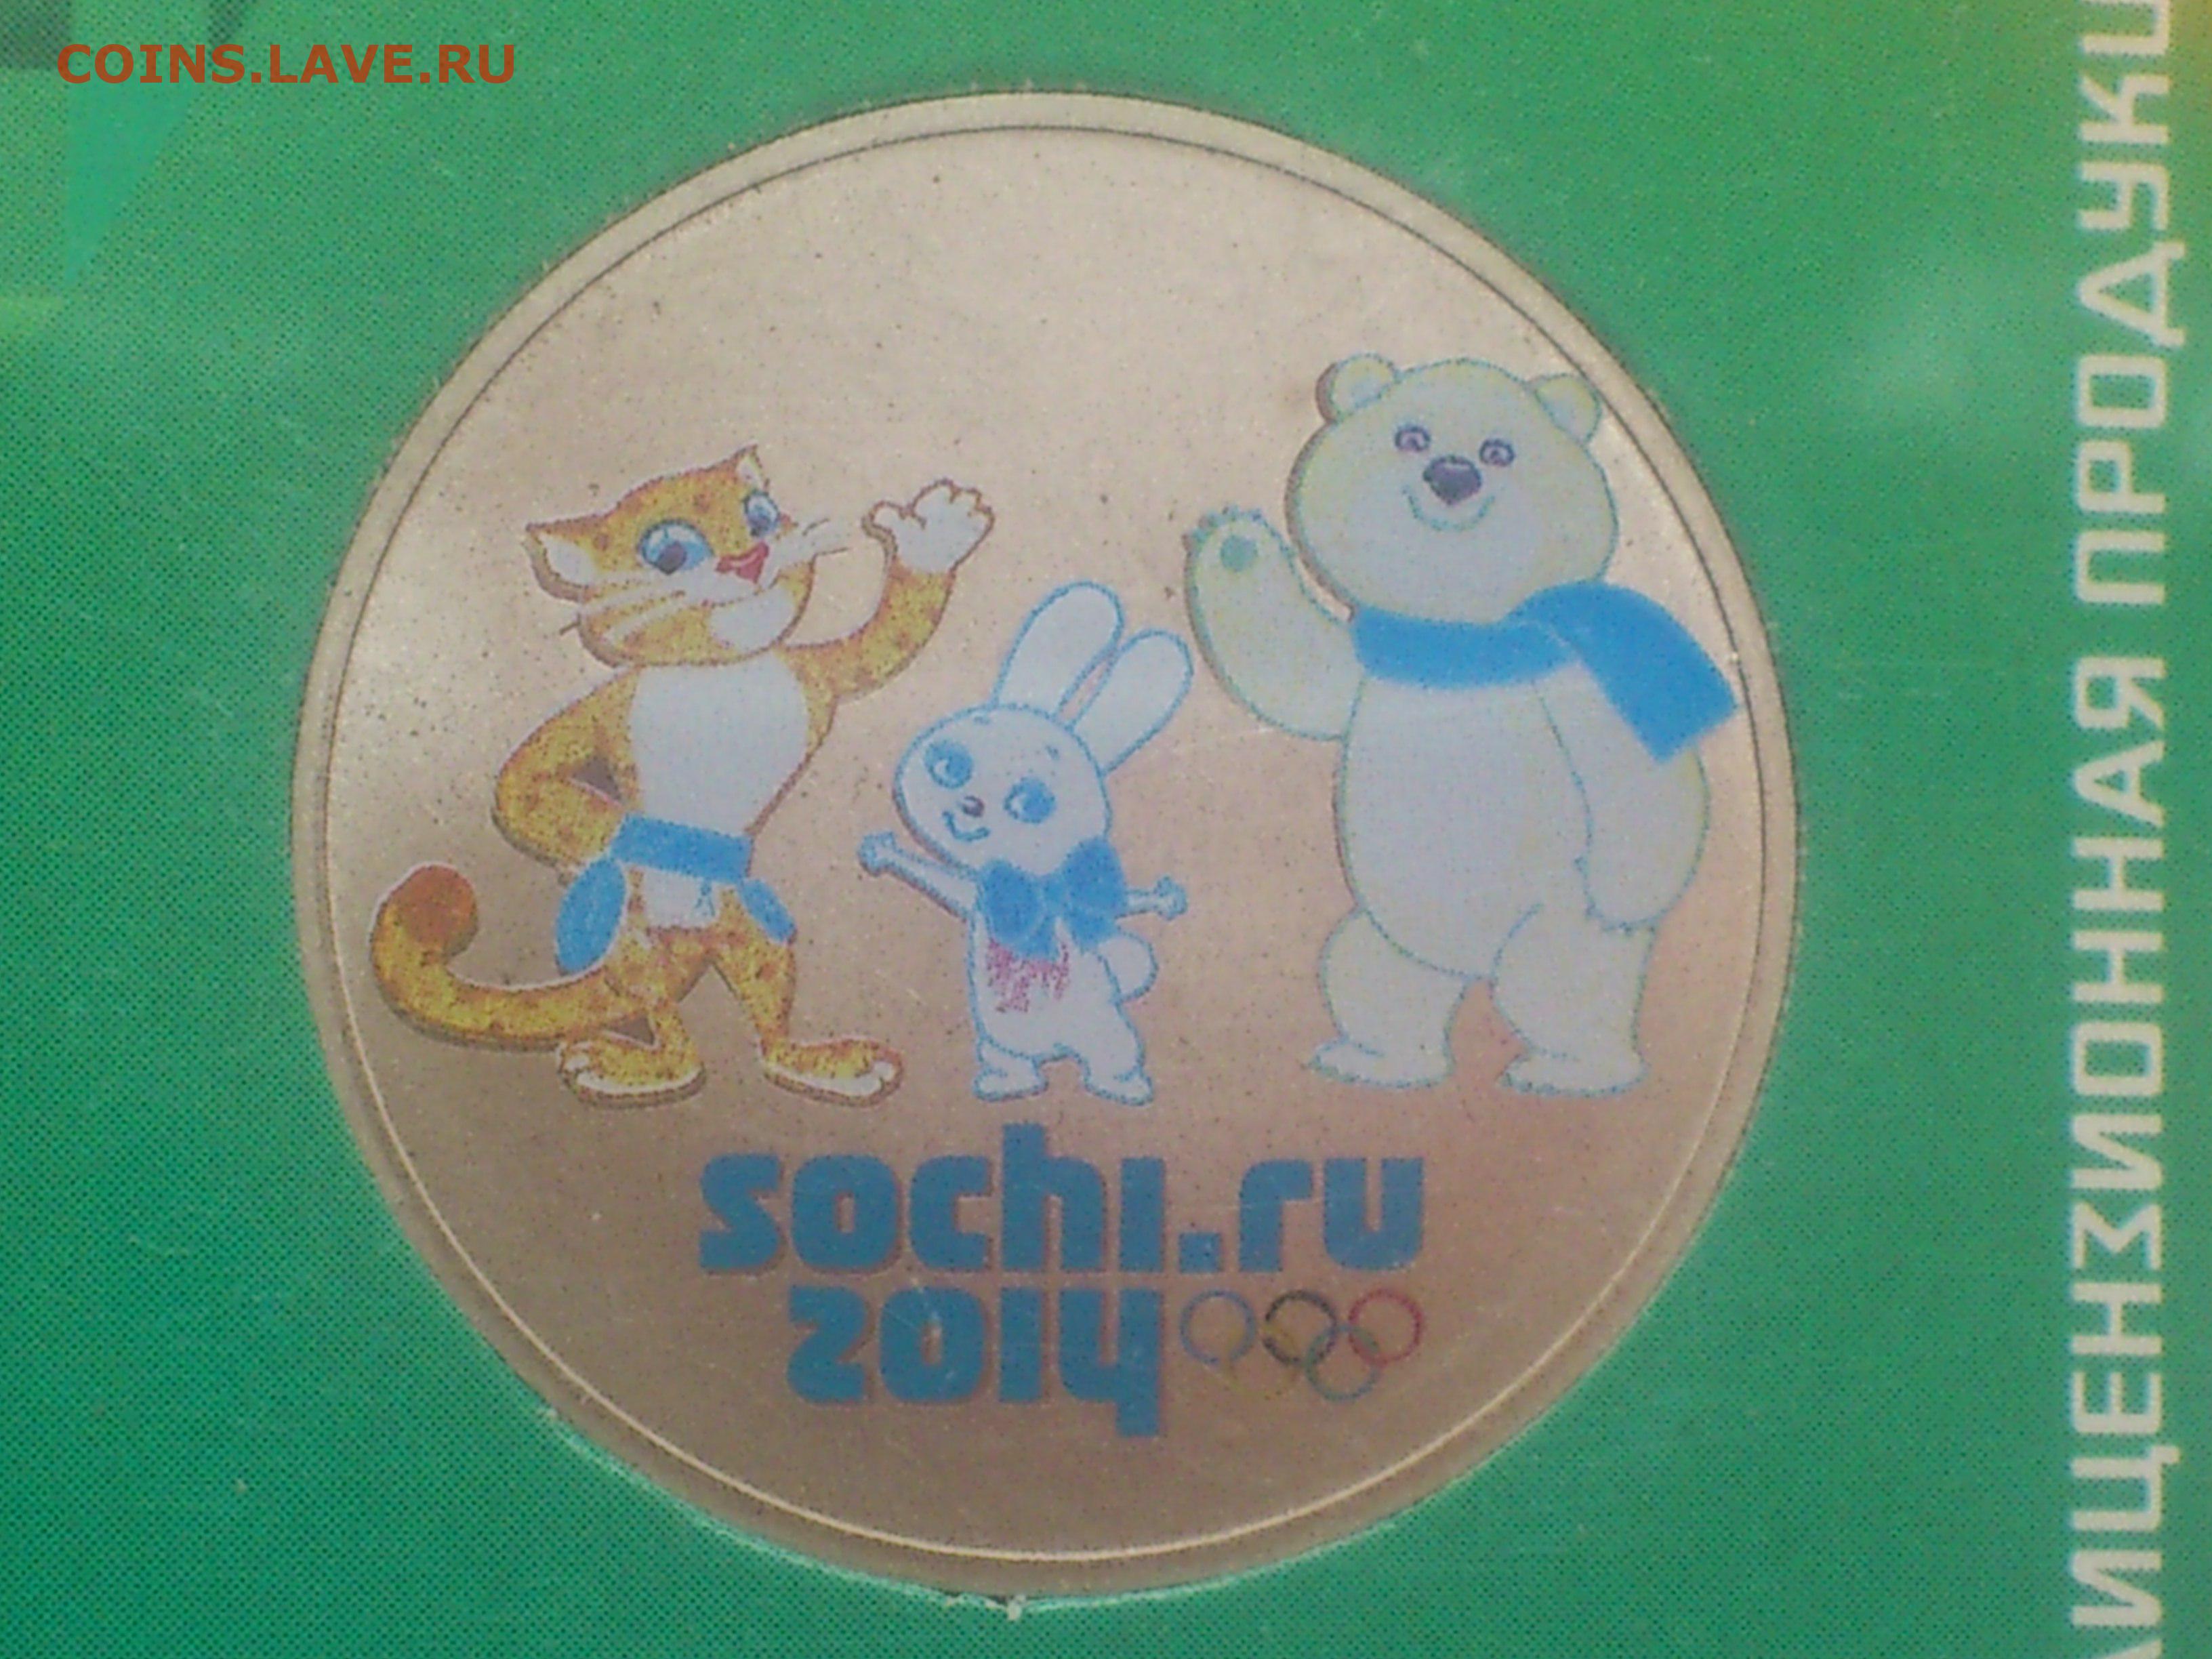 COINS.LAVE.RU
sochi.ru
2014
ЛИЦЕНЗИОННАЯ ПРОДУКЦ